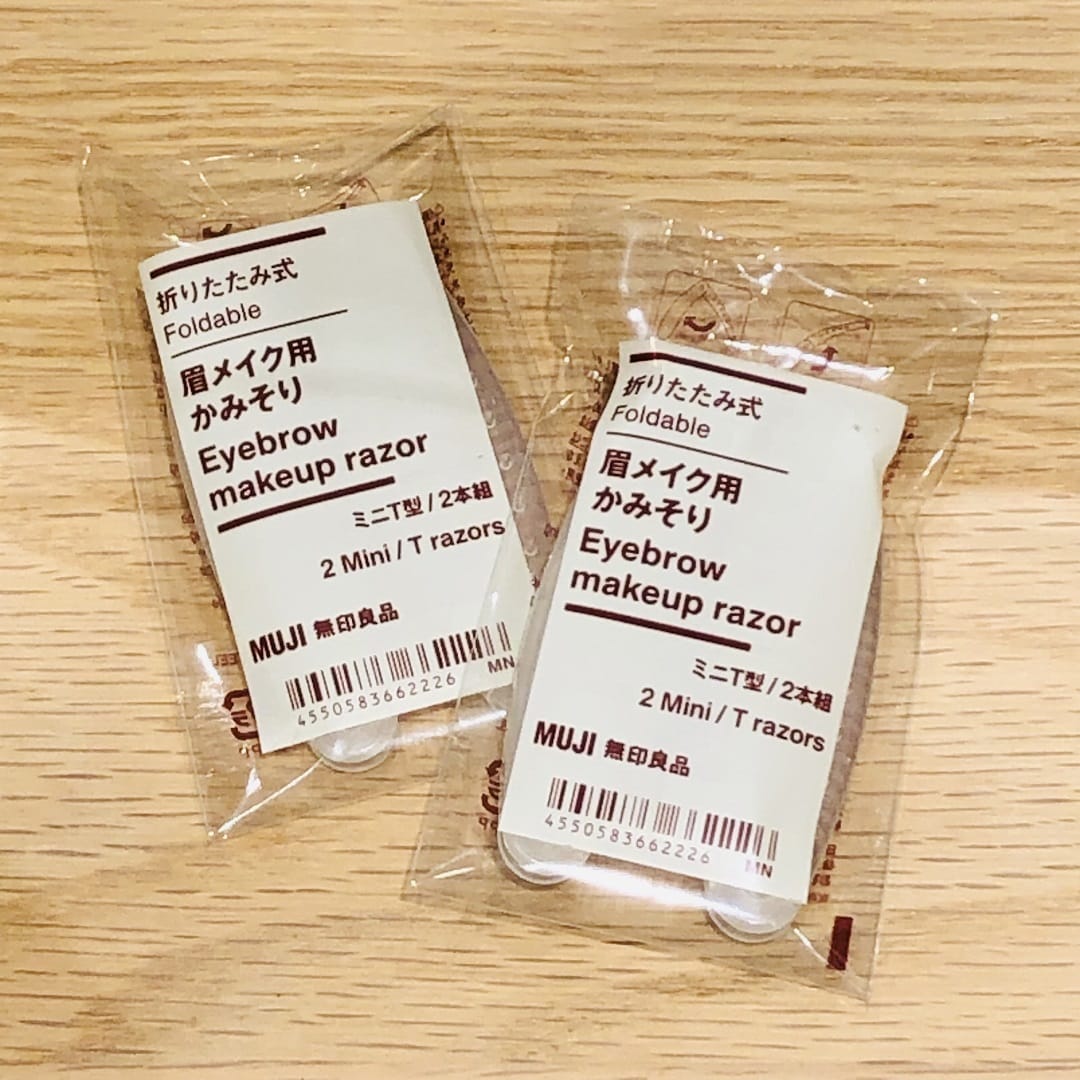 折りたたみ式
Foldable
眉メイク用
かみそり
Eyebrow
makeup razor
ミニT型/2本組
2 Mini/T razors
MUJI 無印良品
4550583662226
MN
折りたたみ式
Foldable
眉メイク用
かみそり
Eyebrow
makeup razor
ミニT型/2本組
2 Mini/T razors
MUJI 無印良品
4550583662226
MN